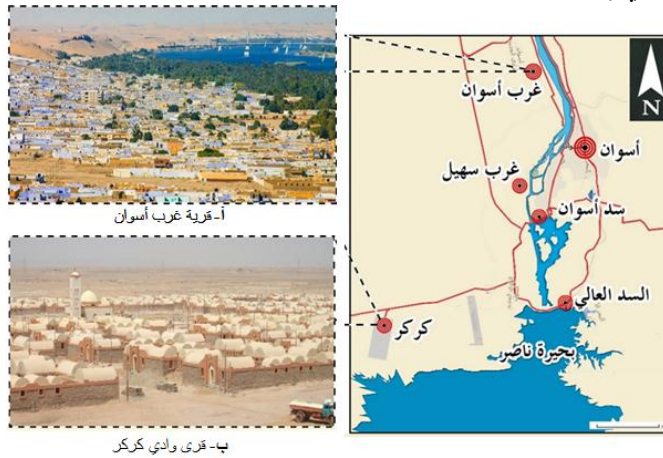 غرب أسوان
أسوان
غرب سهيل
سد أسوان
السد العالي
كركر
بحيرة ناصر
N
أ- قرية غرب أسوان
ب- قرى وادي كركر